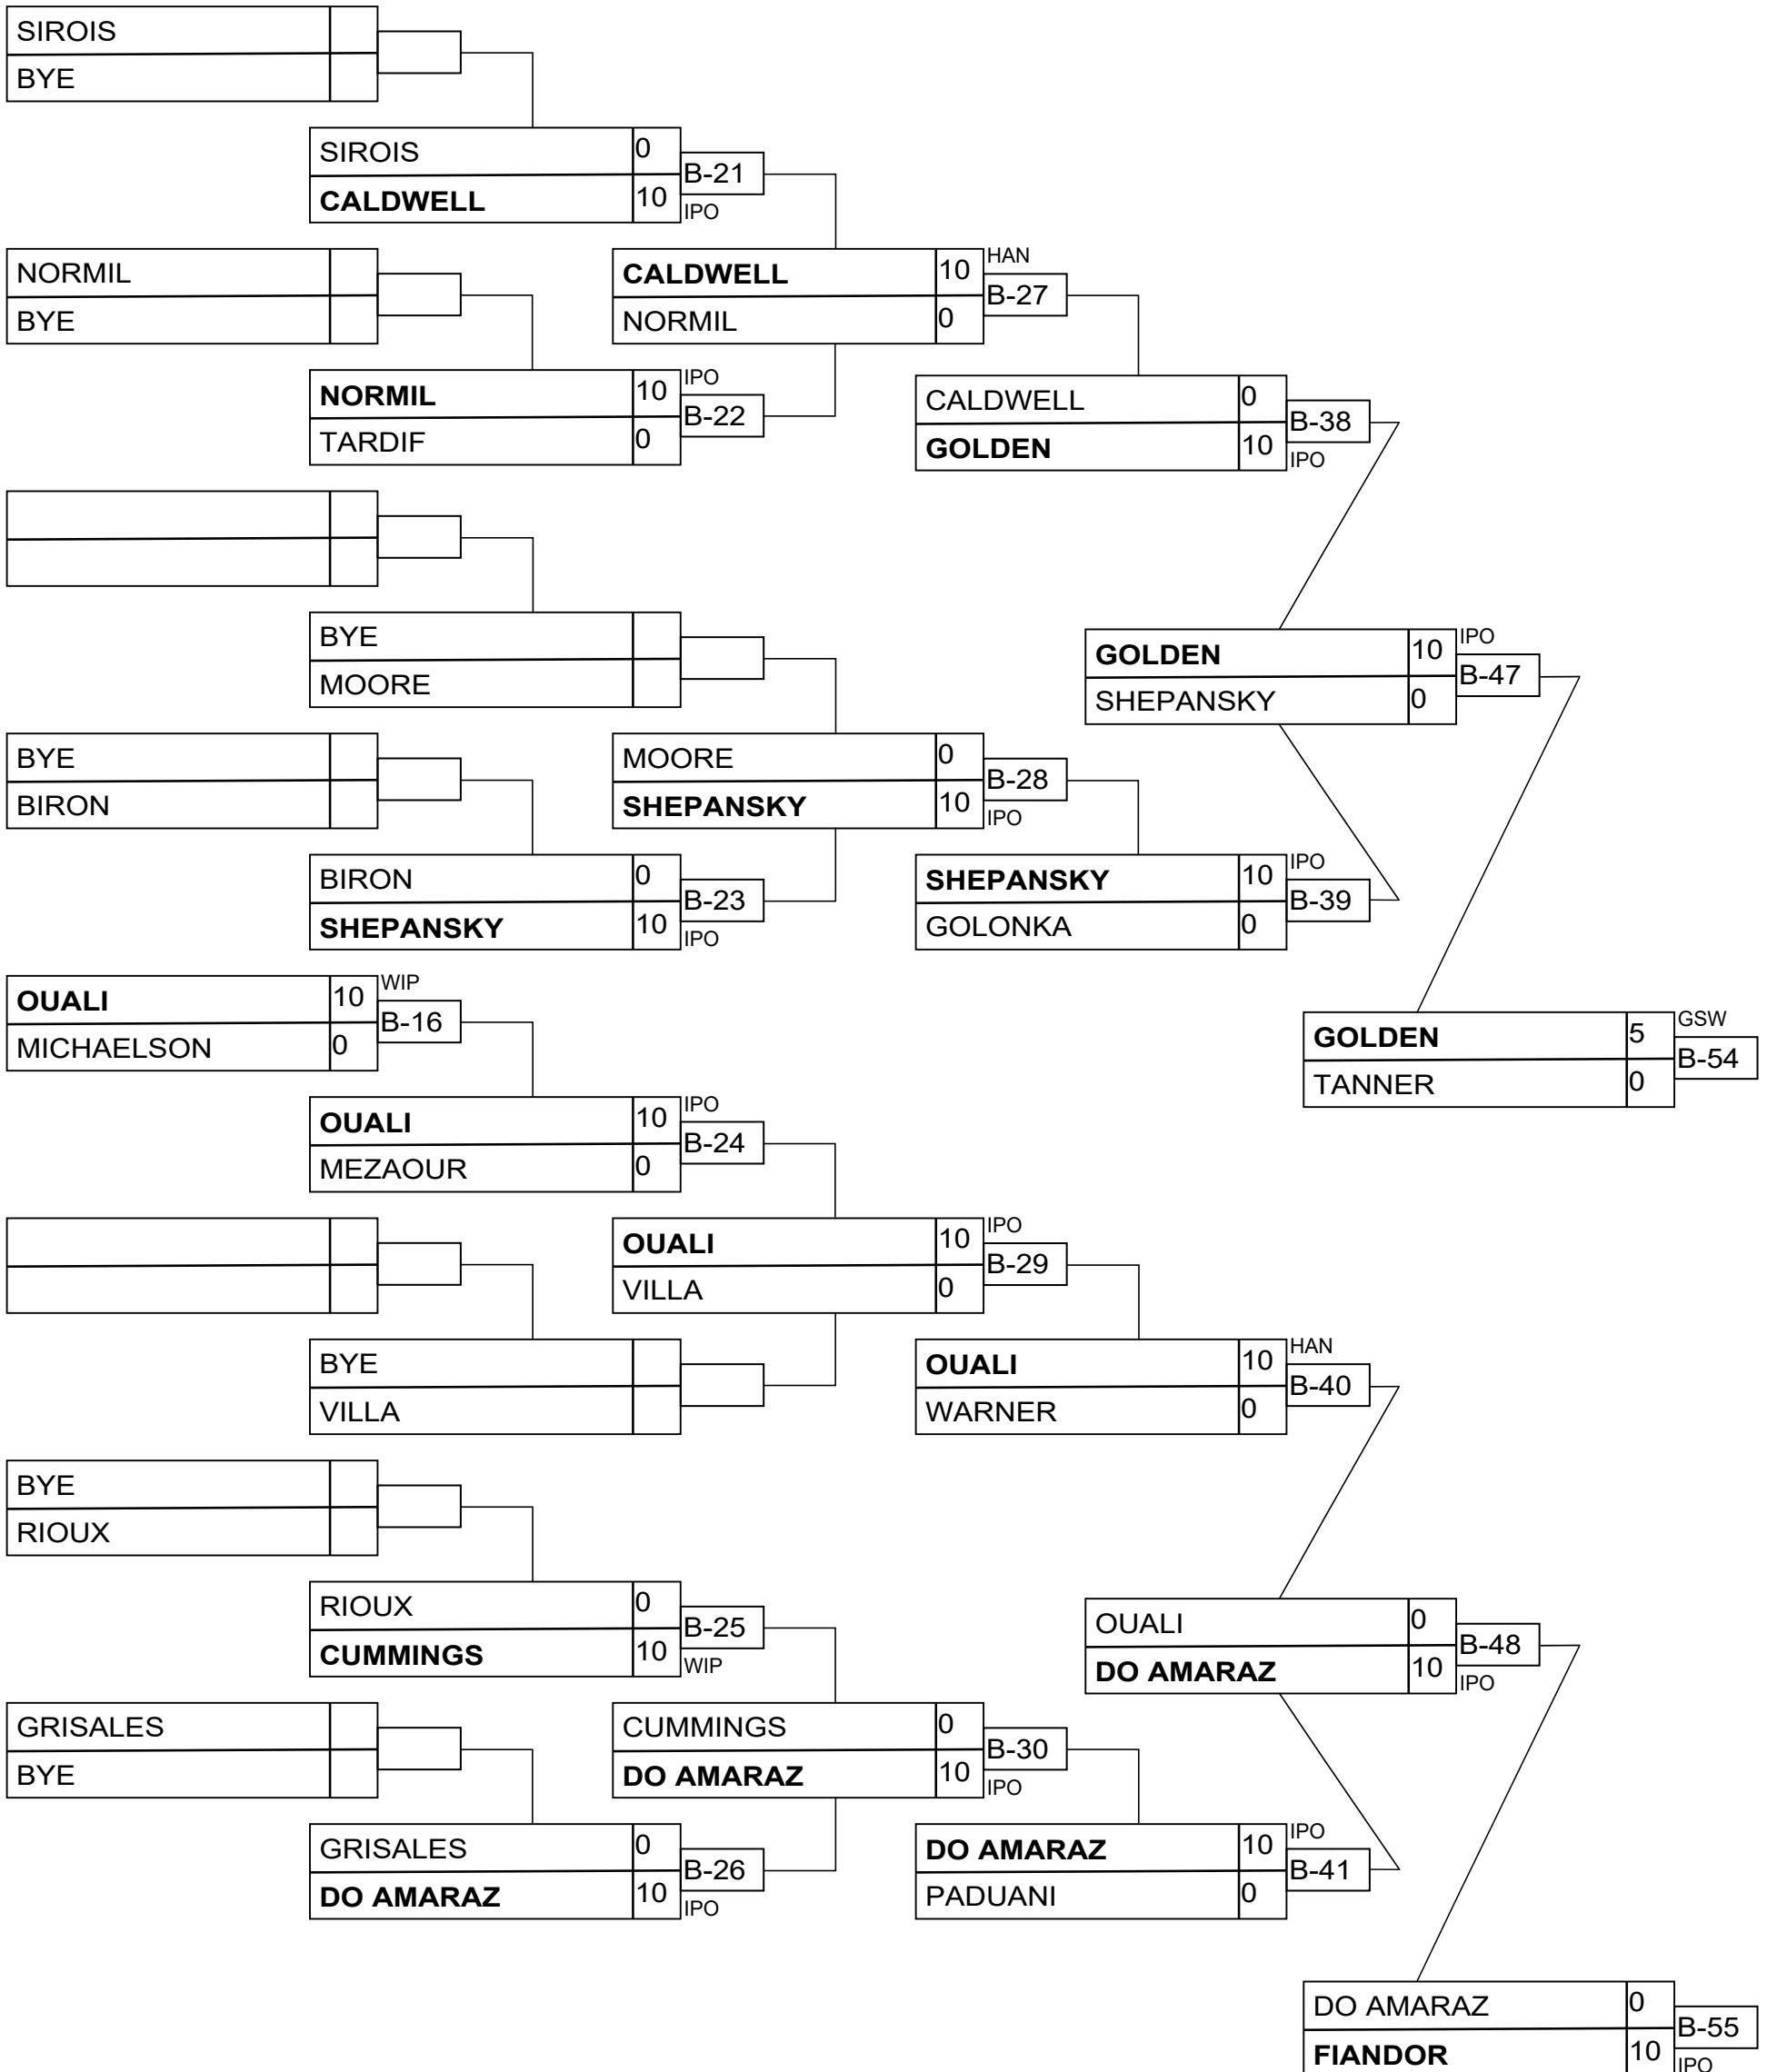 SIROIS
BYE
SIROIS 0
B-21
CALDWELL 10 IPO
NORMIL
BYE
CALDWELL 10 HAN
B-27
NORMIL 0
NORMIL 10 IPO
B-22
TARDIF 0
CALDWELL 0
B-38
GOLDEN 10 IPO
BYE
MOORE
GOLDEN 10 IPO
B-47
SHEPANSKY 0
BYE
BIRON
MOORE 0
B-28
SHEPANSKY 10 IPO
BIRON 0
B-23
SHEPANSKY 10 IPO
SHEPANSKY 10 IPO
B-39
GOLONKA 0
OUALI 10 WIP
B-16
MICHAELSON 0
GOLDEN 5 GSW
B-54
TANNER 0
OUALI 10 IPO
B-24
MEZAOUR 0
OUALI 10 IPO
B-29
VILLA 0
BYE
VILLA
OUALI 10 HAN
B-40
WARNER 0
BYE
RIOUX
RIOUX 0
B-25
CUMMINGS 10 WIP
OUALI 0
B-48
DO AMARAZ 10 IPO
GRISALES
BYE
CUMMINGS 0
B-30
DO AMARAZ 10 IPO
GRISALES 0
B-26
DO AMARAZ 10 IPO
DO AMARAZ 10 IPO
B-41
PADUANI 0
DO AMARAZ 0
B-55
FIANDOR 10 IPO